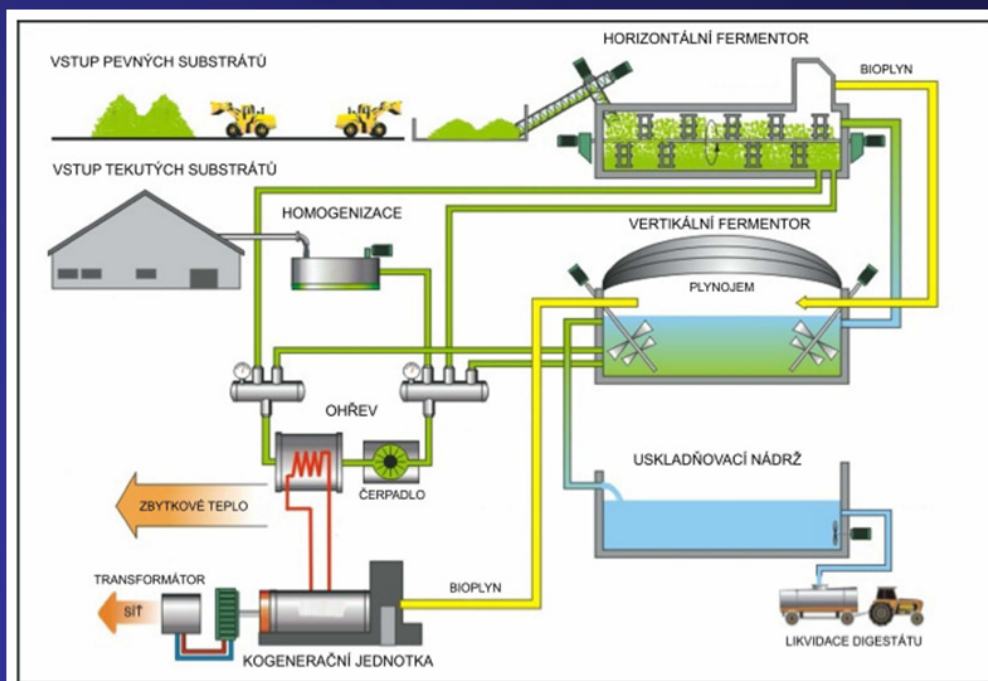 HORIZONTÁLNÍ FERMENTOR
VSTUP PEVNÝCH SUBSTRÁTŮ
BIOPLYN
VSTUP TEKUTÝCH SUBSTRÁTŮ
HOMOGENIZACE
VERTIKÁLNÍ FERMENTOR
PLYNOJEM
OHŘEV
USKLADŇOVACÍ NÁDRŽ
ČERPADLO
ZBYTKOVÉ TEPLO
TRANSFORMÁTOR
BIOPLYN
SÍŤ
LIKVIDACE DIGESTÁTU
KOGENERAČNÍ JEDNOTKA